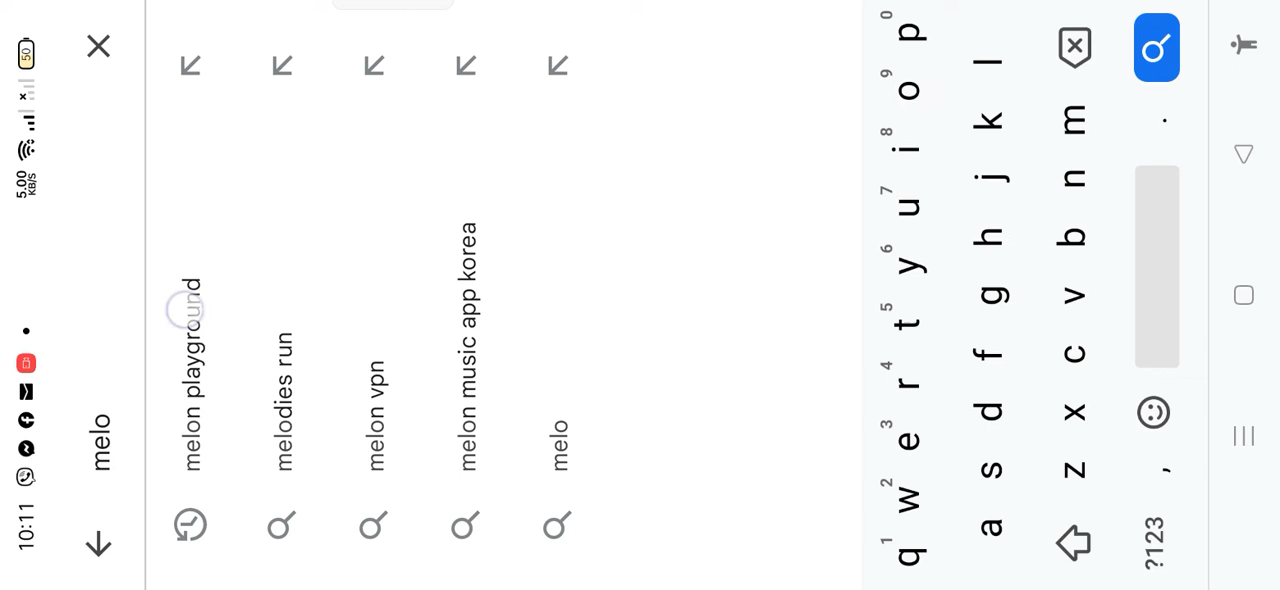 10:11
5.00
KB/S
50
melo
melon playground
melodies run
melon vpn
melon music app korea
melo
1 2 3 4 5 6 7 8 9 0
q w e r t y u i o p
a s d f g h j k l
z x c v b n m
?123 , .